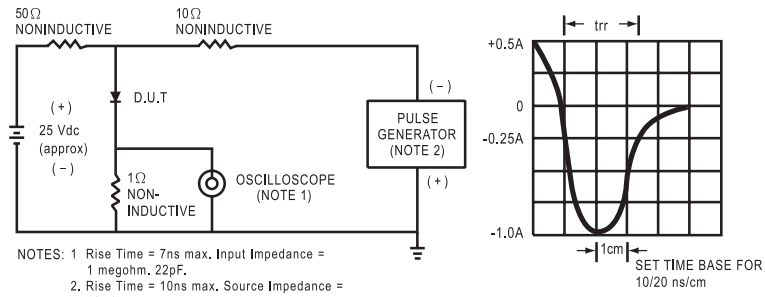 50Ω
NONINDUCTIVE
10Ω
NONINDUCTIVE
(+)
25 Vdc
(approx)
(−)
D.U.T
1Ω
NON-
INDUCTIVE
OSCILLOSCOPE
(NOTE 1)
(−)
PULSE
GENERATOR
(NOTE 2)
(+)
trr
+0.5A
0
-0.25A
-1.0A
1cm
SET TIME BASE FOR
10/20 ns/cm
NOTES: 1 Rise Time = 7ns max. Input Impedance =
1 megohm. 22pF.
2. Rise Time = 10ns max. Source Impedance =